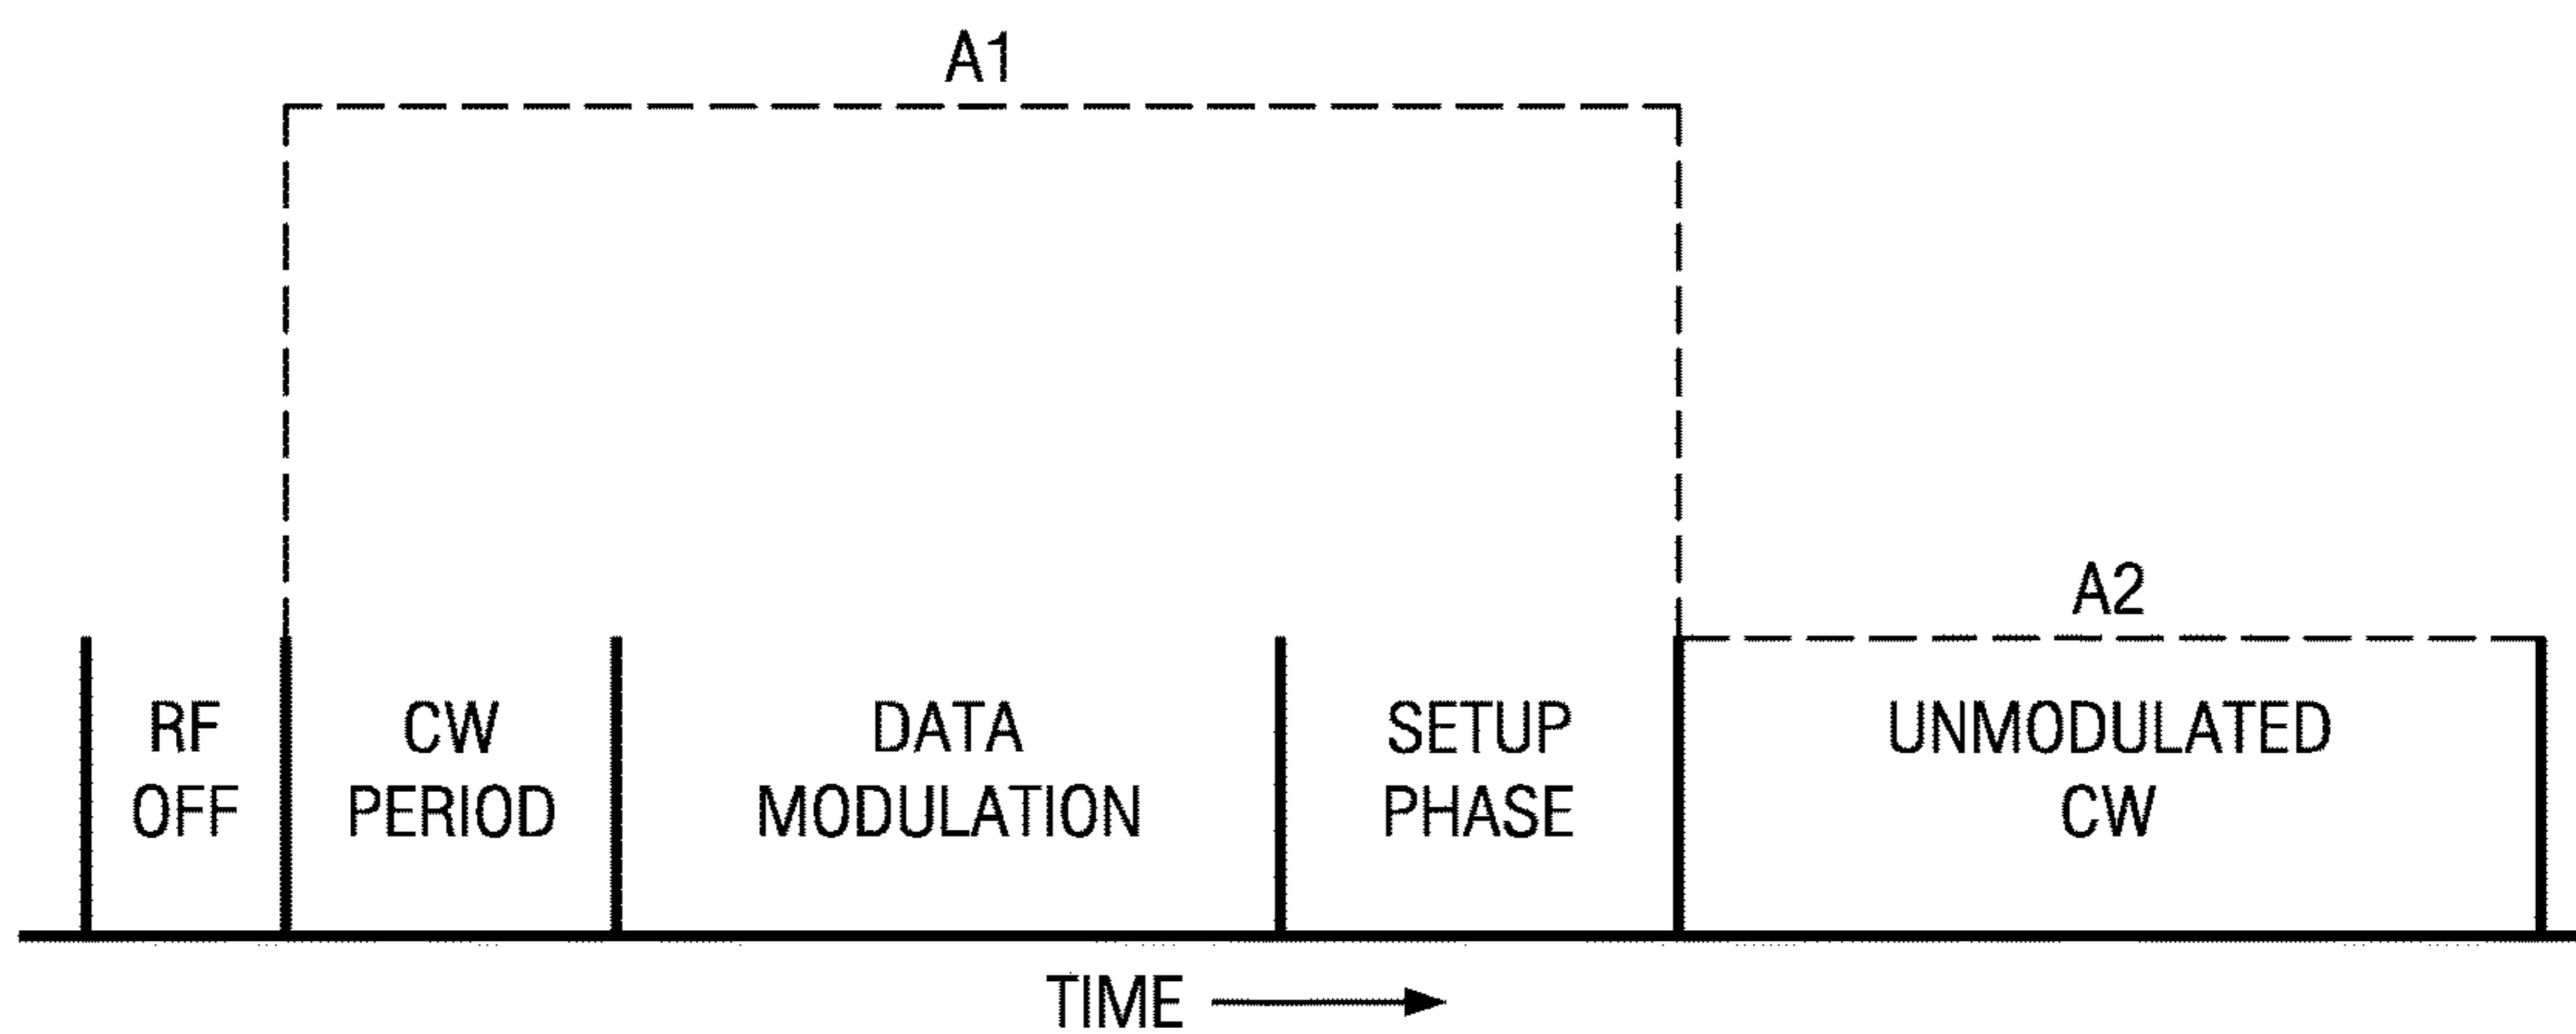 A1
A2
RF
OFF
CW
PERIOD
DATA
MODULATION
SETUP
PHASE
UNMODULATED
CW
TIME